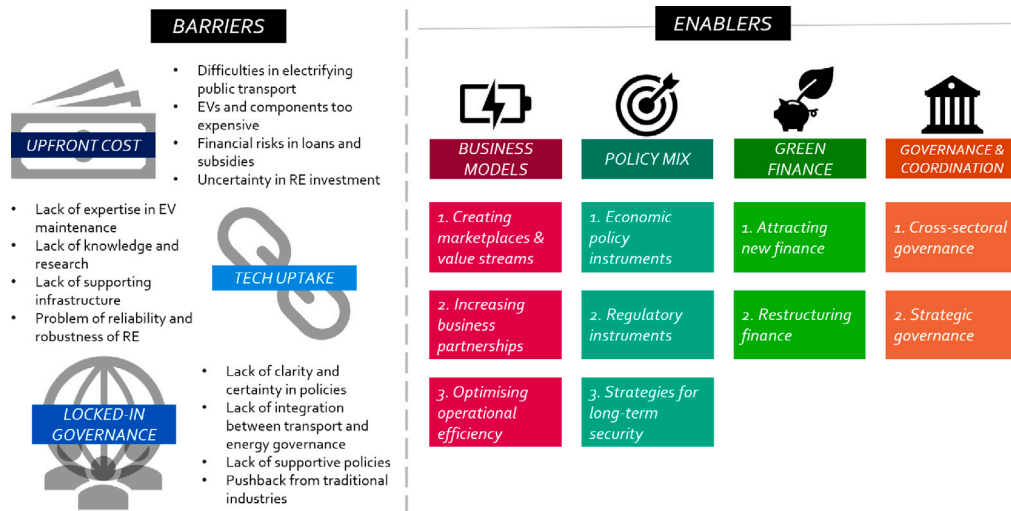 BARRIERS
UPFRONT COST
• Difficulties in electrifying
public transport
• EVs and components too
expensive
• Financial risks in loans and
subsidies
• Uncertainty in RE investment
• Lack of expertise in EV
maintenance
• Lack of knowledge and
research
• Lack of supporting
infrastructure
• Problem of reliability and
robustness of RE
TECH UPTAKE
LOCKED-IN
GOVERNANCE
• Lack of clarity and
certainty in policies
• Lack of integration
between transport and
energy governance
• Lack of supportive policies
• Pushback from traditional
industries
ENABLERS
BUSINESS
MODELS
1. Creating
marketplaces &
value streams
2. Increasing
business
partnerships
3. Optimising
operational
efficiency
POLICY MIX
1. Economic
policy
instruments
2. Regulatory
instruments
3. Strategies for
long-term
security
GREEN
FINANCE
1. Attracting
new finance
2. Restructuring
finance
GOVERNANCE &
COORDINATION
1. Cross-sectoral
governance
2. Strategic
governance